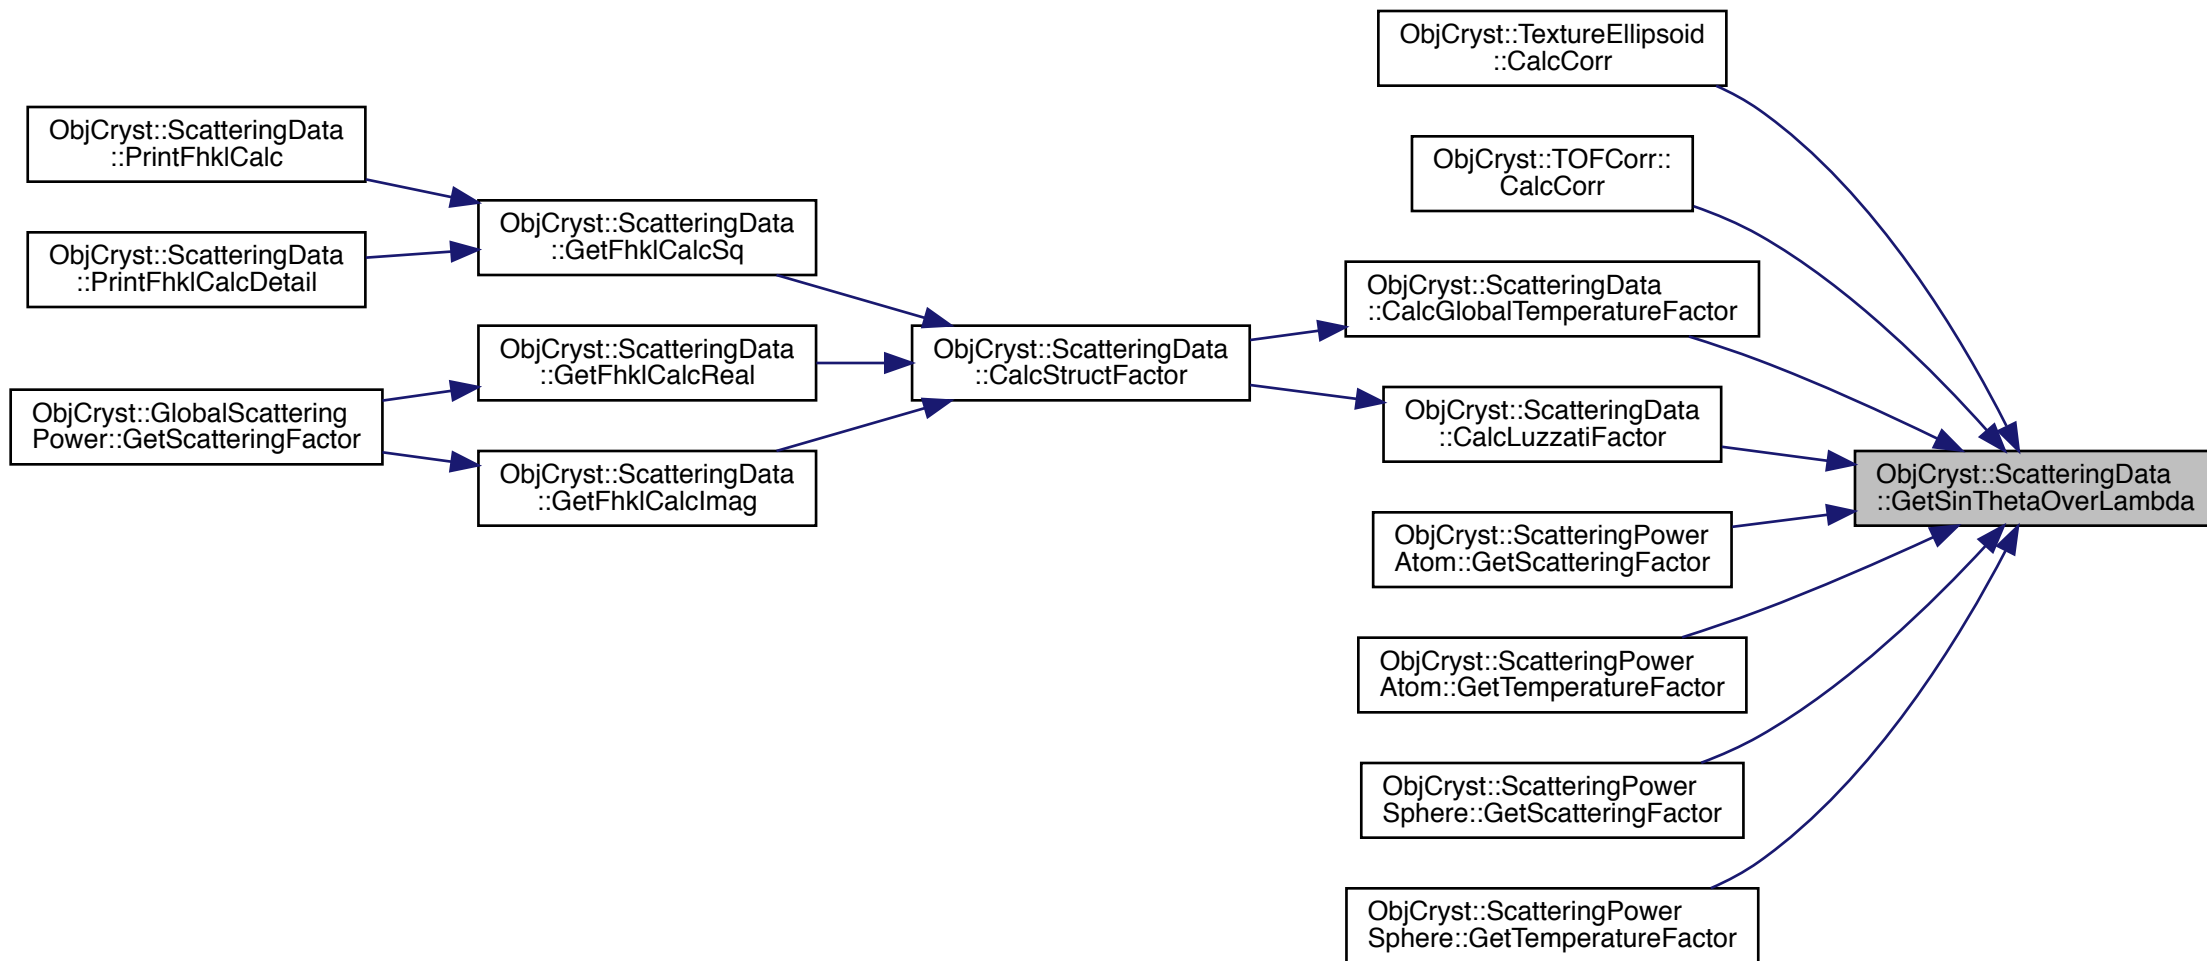 ObjCryst::TextureEllipsoid
::CalcCorr
ObjCryst::ScatteringData
::PrintFhklCalc
ObjCryst::TOFCorr::
CalcCorr
ObjCryst::ScatteringData
::GetFhklCalcSq
ObjCryst::ScatteringData
::PrintFhklCalcDetail
ObjCryst::ScatteringData
::CalcGlobalTemperatureFactor
ObjCryst::ScatteringData
::GetFhklCalcReal
ObjCryst::ScatteringData
::CalcStructFactor
ObjCryst::GlobalScattering
Power::GetScatteringFactor
ObjCryst::ScatteringData
::CalcLuzzatiFactor
ObjCryst::ScatteringData
::GetFhklCalcImag
ObjCryst::ScatteringData
::GetSinThetaOverLambda
ObjCryst::ScatteringPower
Atom::GetScatteringFactor
ObjCryst::ScatteringPower
Atom::GetTemperatureFactor
ObjCryst::ScatteringPower
Sphere::GetScatteringFactor
ObjCryst::ScatteringPower
Sphere::GetTemperatureFactor